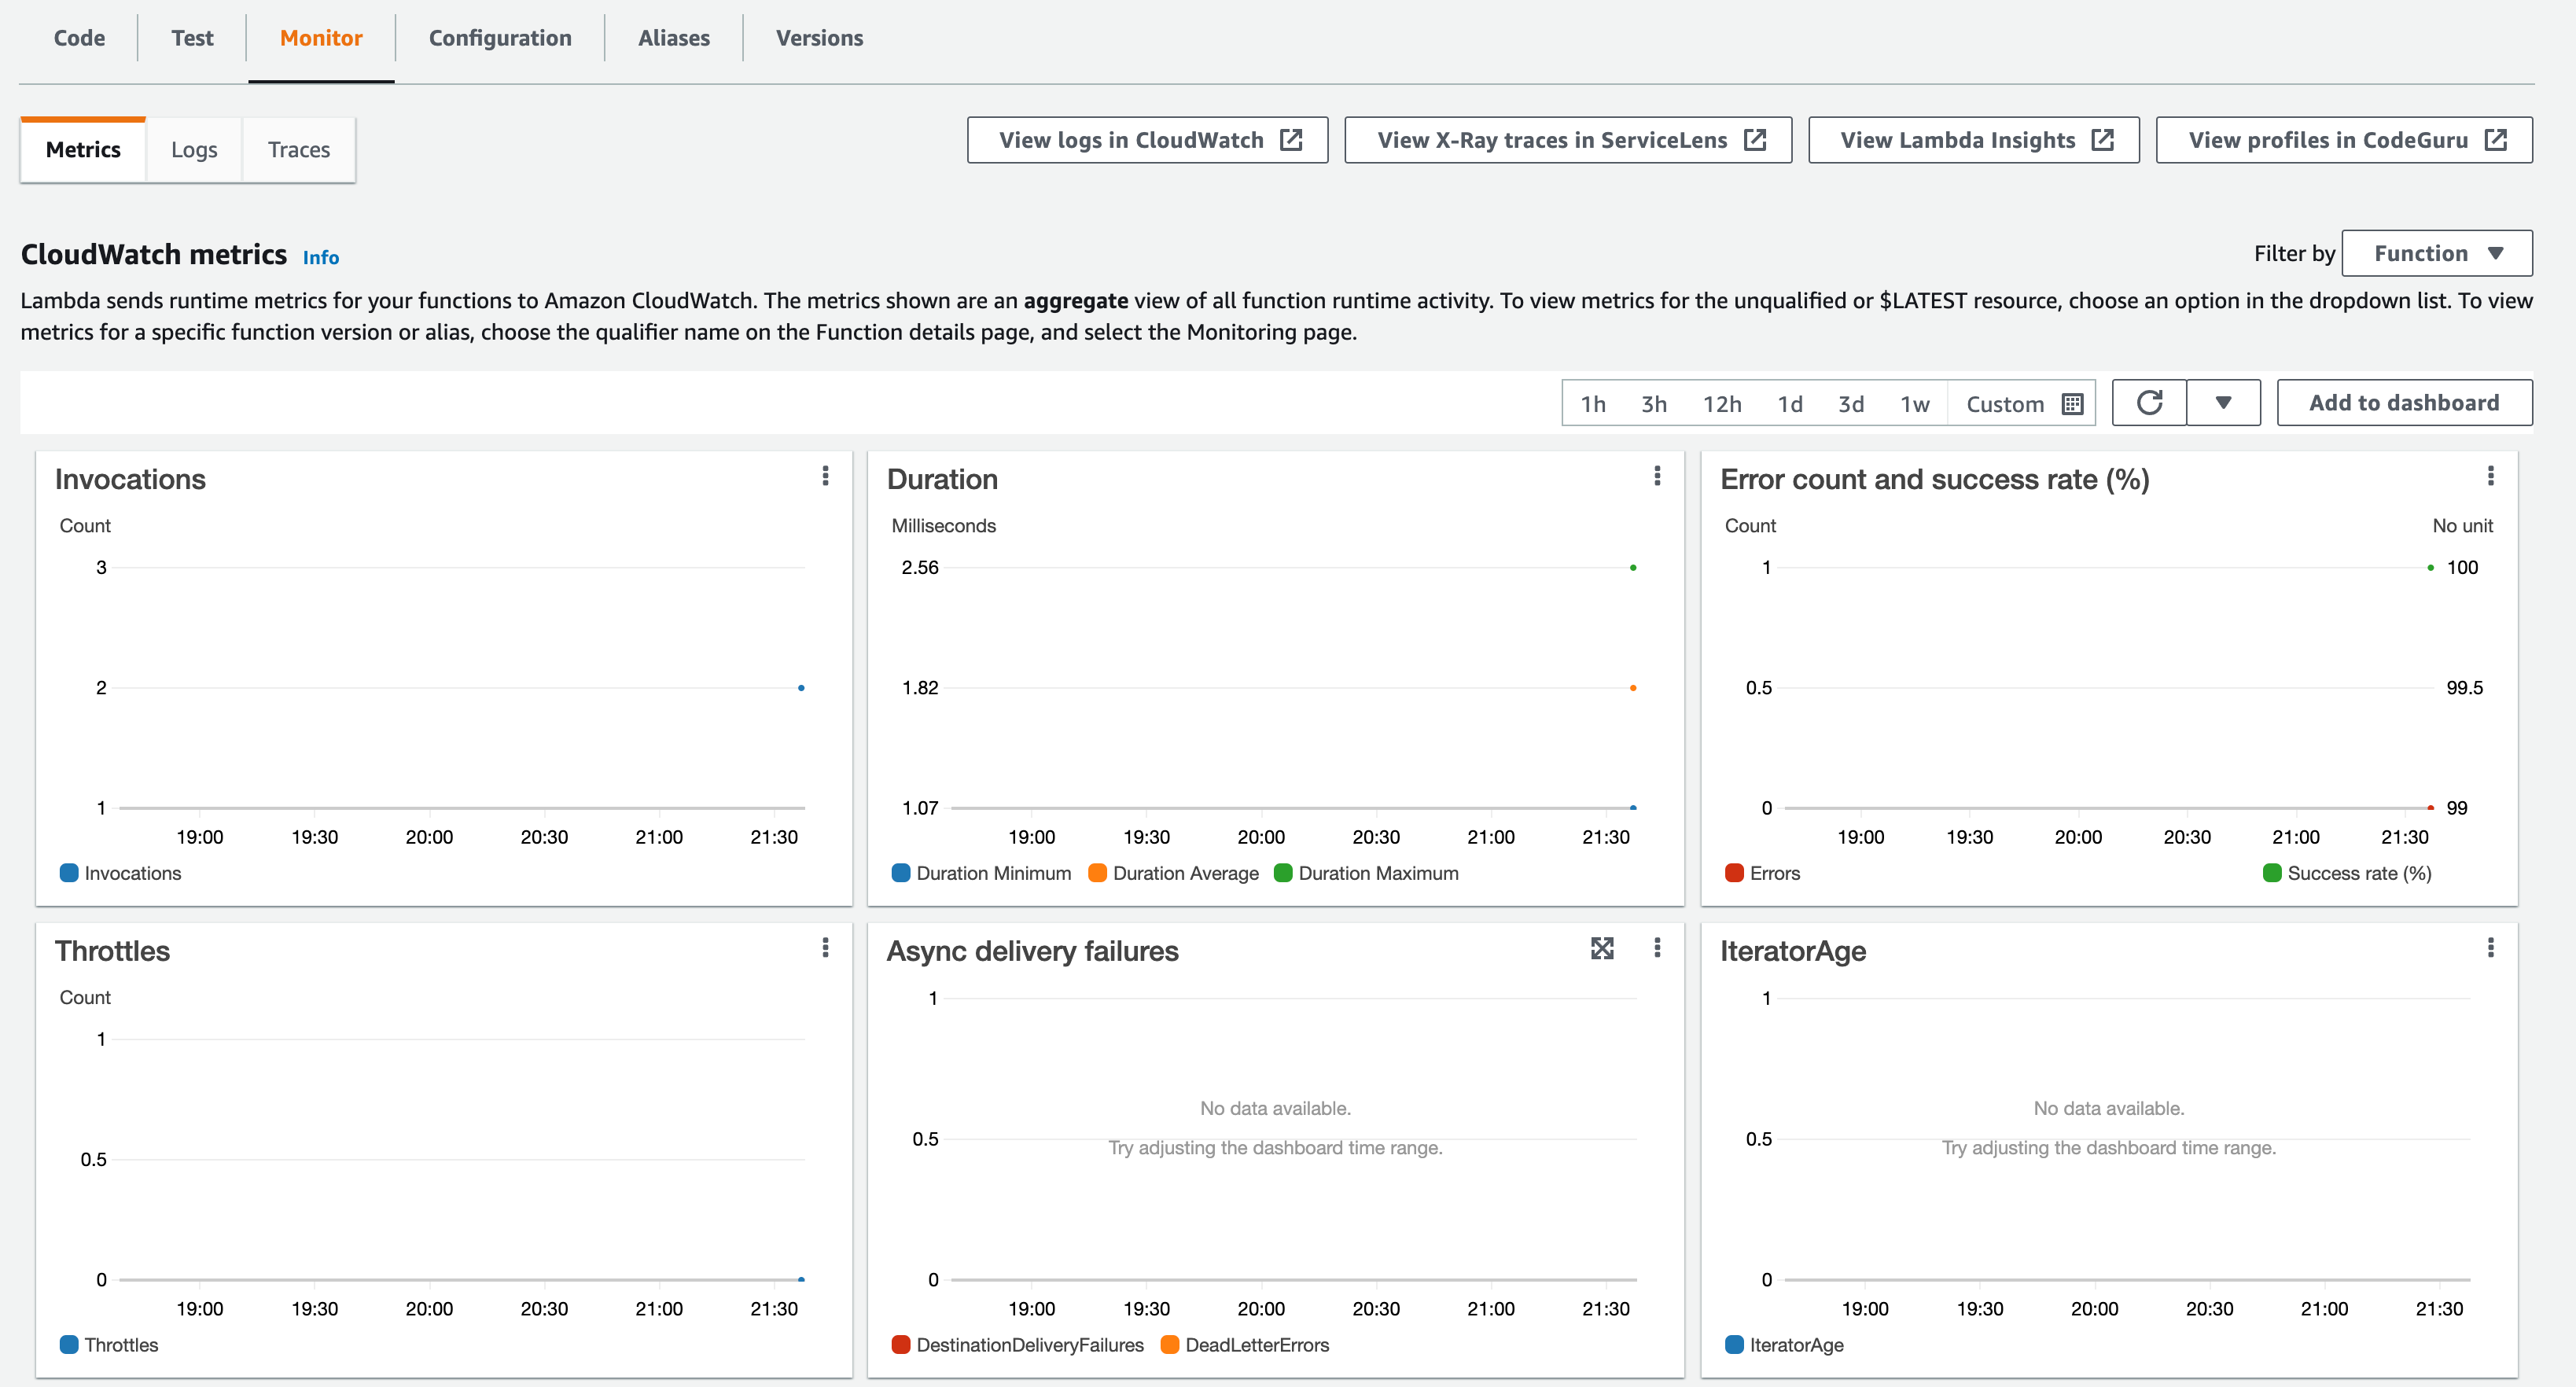 Code Test Monitor Configuration Aliases Versions
Metrics Logs Traces View logs in CloudWatch View X-Ray traces in ServiceLens View Lambda Insights View profiles in CodeGuru
CloudWatch metrics Info Filter by Function
Lambda sends runtime metrics for your functions to Amazon CloudWatch. The metrics shown are an aggregate view of all function runtime activity. To view metrics for the unqualified or $LATEST resource, choose an option in the dropdown list. To view
metrics for a specific function version or alias, choose the qualifier name on the Function details page, and select the Monitoring page.
1h 3h 12h 1d 3d 1w Custom Add to dashboard
Invocations
Count
3
2
1
19:00 19:30 20:00 20:30 21:00 21:30
Invocations
Duration
Milliseconds
2.56
1.82
1.07
19:00 19:30 20:00 20:30 21:00 21:30
Duration Minimum Duration Average Duration Maximum
Error count and success rate (%)
Count No unit
1 100
0.5 99.5
0 99
19:00 19:30 20:00 20:30 21:00 21:30
Errors Success rate (%)
Throttles
Count
1
0.5
0
19:00 19:30 20:00 20:30 21:00 21:30
Throttles
Async delivery failures
1
No data available.
0.5
Try adjusting the dashboard time range.
0
19:00 19:30 20:00 20:30 21:00 21:30
DestinationDeliveryFailures DeadLetterErrors
IteratorAge
1
No data available.
0.5
Try adjusting the dashboard time range.
0
19:00 19:30 20:00 20:30 21:00 21:30
IteratorAge